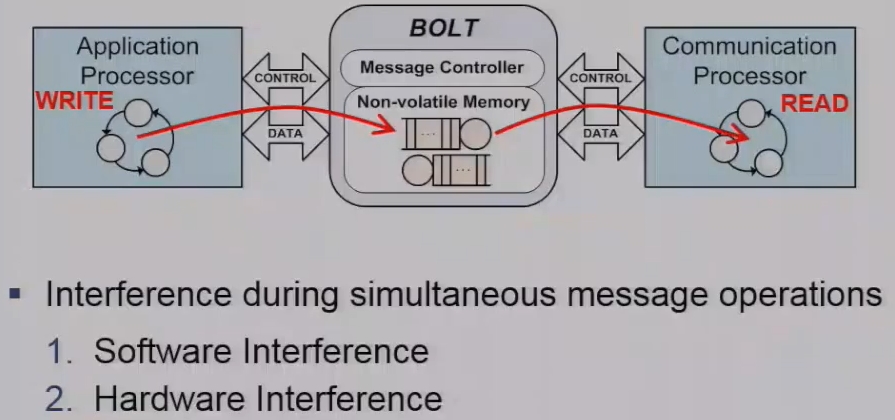 BOLT
Application
Processor
WRITE
CONTROL
DATA
Message Controller
Non-volatile Memory
...
...
CONTROL
DATA
Communication
Processor
READ
▪ Interference during simultaneous message operations
1. Software Interference
2. Hardware Interference